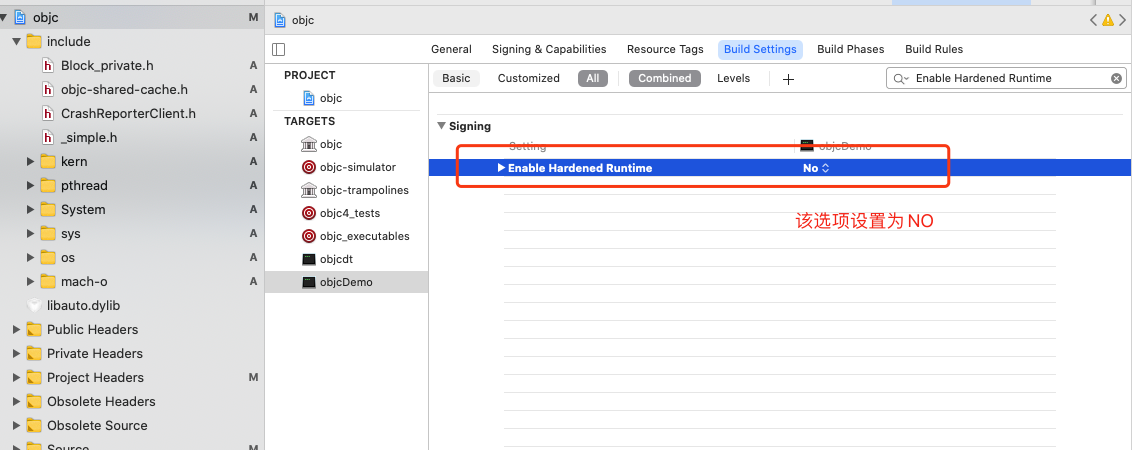 objc M
include
Block_private.h A
objc-shared-cache.h A
CrashReporterClient.h A
_simple.h A
kern A
pthread A
System A
sys A
os A
mach-o A
libauto.dylib
Public Headers
Private Headers
Project Headers M
Obsolete Headers
Obsolete Source
Source M
objc
General Signing & Capabilities Resource Tags Build Settings Build Phases Build Rules
PROJECT
objc
TARGETS
objc
objc-simulator
objc-trampolines
objc4_tests
objc_executables
objcdt
objcDemo
Basic Customized All Combined Levels + Enable Hardened Runtime
Signing
Setting objcDemo
Enable Hardened Runtime No
该选项设置为 NO